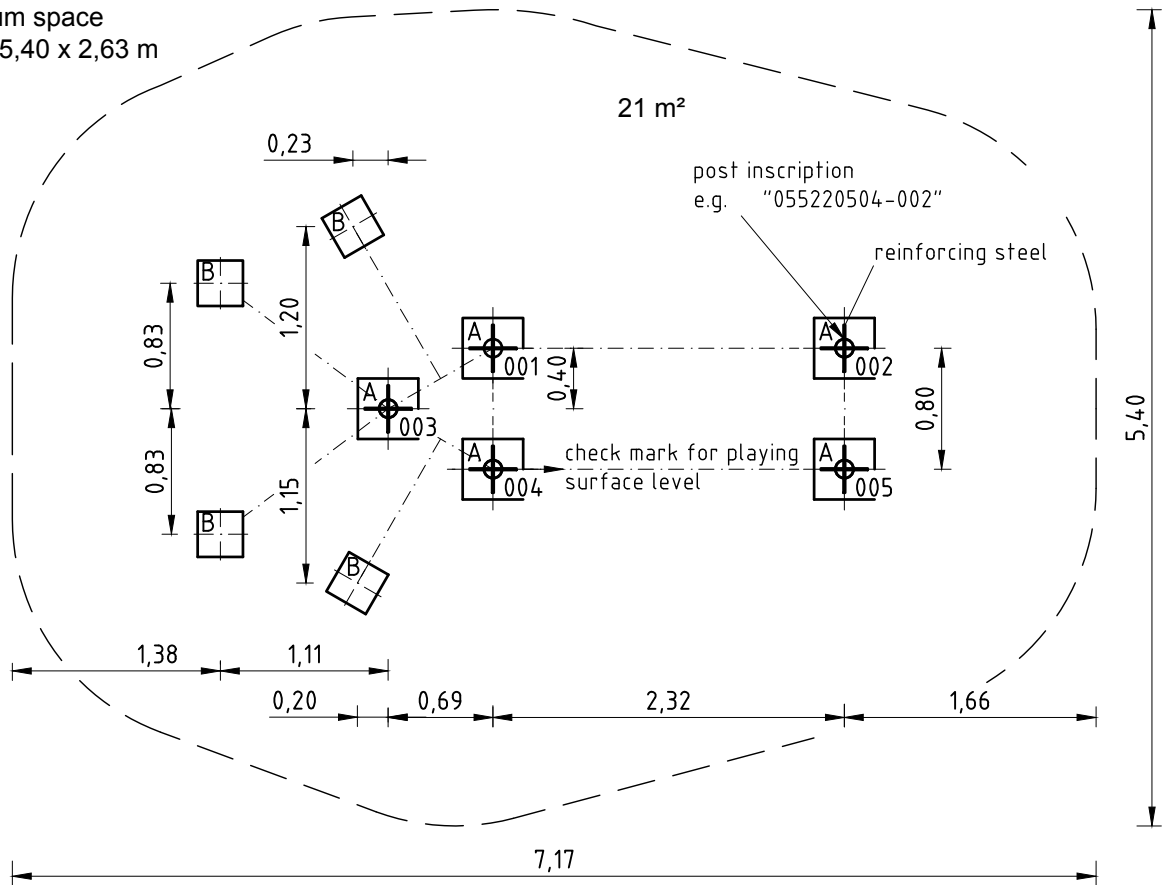 um space
5,40 x 2,63 m
21 m²
0,23
post inscription
e.g. "055220504-002"
reinforcing steel
B
B
1,20
0,83
A
001
0,40
A
002
0,80
5,40
A
003
0,83
1,15
A
004
check mark for playing
surface level
A
005
B
B
1,38
1,11
0,20
0,69
2,32
1,66
7,17